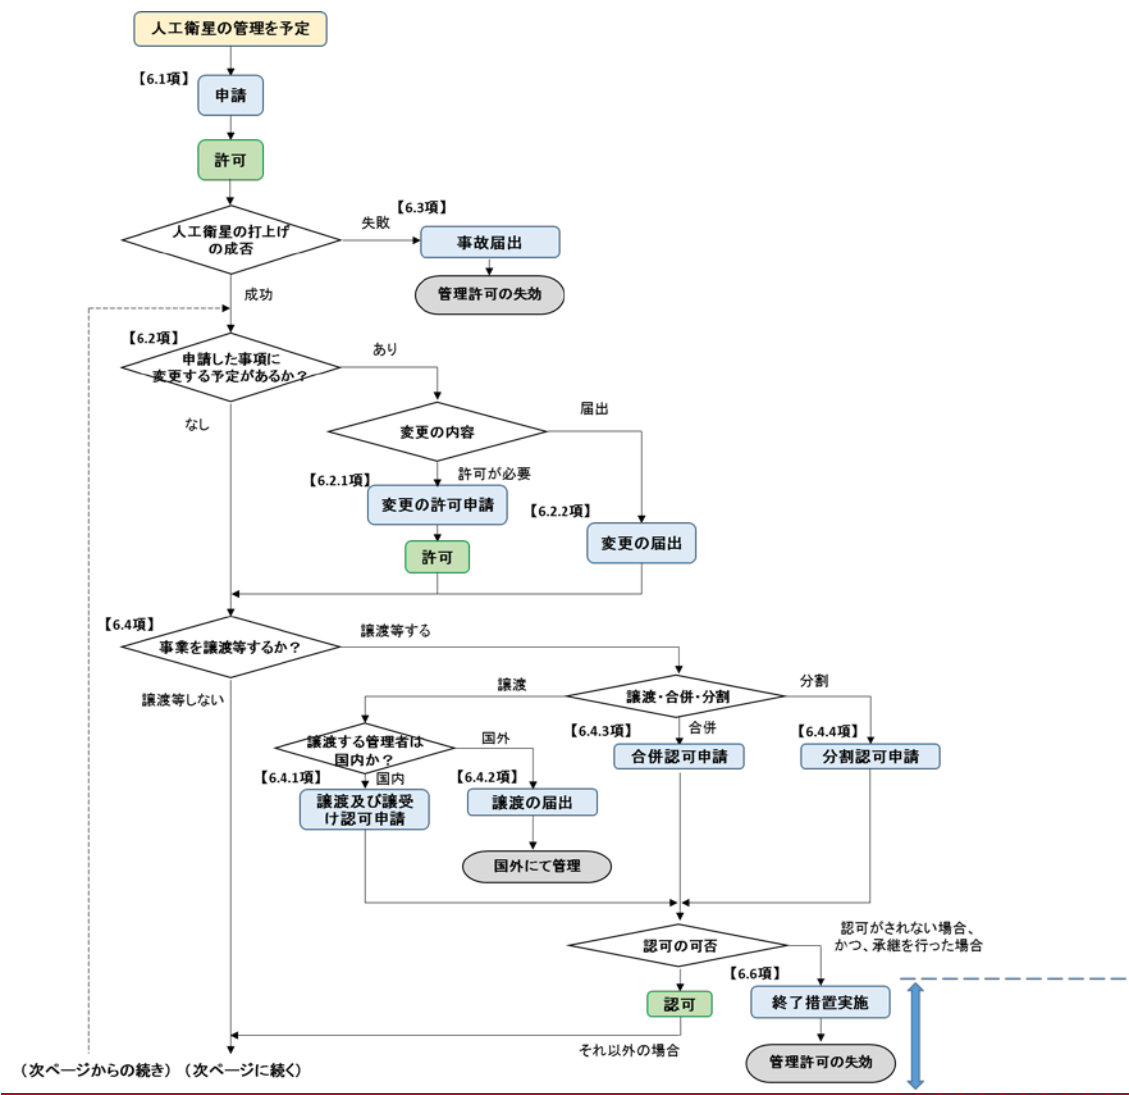 人工衛星の管理を予定
【6.1項】
申請
許可
人工衛星の打上げ
の成否
失敗
【6.3項】
事故届出
管理許可の失効
成功
【6.2項】
申請した事項に
変更する予定があるか？
あり
なし
変更の内容
届出
許可が必要
【6.2.1項】
変更の許可申請
【6.2.2項】
変更の届出
許可
【6.4項】
事業を譲渡等するか？
譲渡等する
譲渡等しない
譲渡・合併・分割
譲渡
分割
合併
譲渡する管理者は
国内か？
国外
国内
【6.4.3項】
合併認可申請
【6.4.4項】
分割認可申請
【6.4.1項】
譲渡及び譲受
け認可申請
【6.4.2項】
譲渡の届出
国外にて管理
認可の可否
認可がされない場合、
かつ、承継を行った場合
【6.6項】
認可
終了措置実施
それ以外の場合
管理許可の失効
（次ページからの続き）
（次ページに続く）